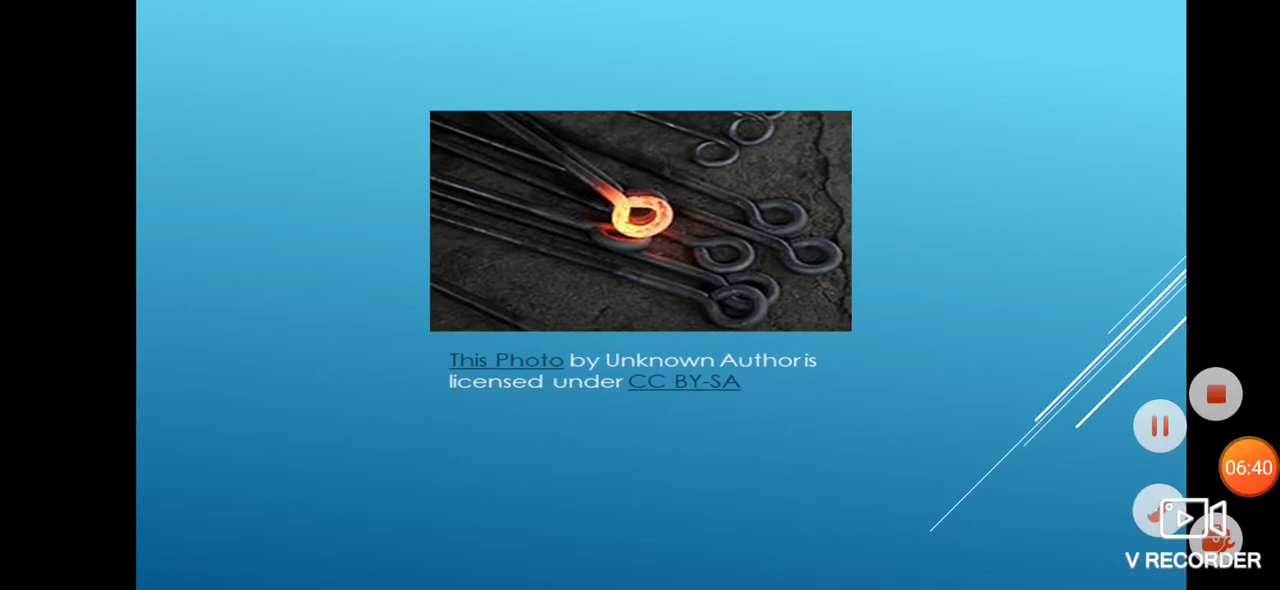 This Photo by Unknown Author is
licensed under CC BY-SA
06:40
V RECORDER